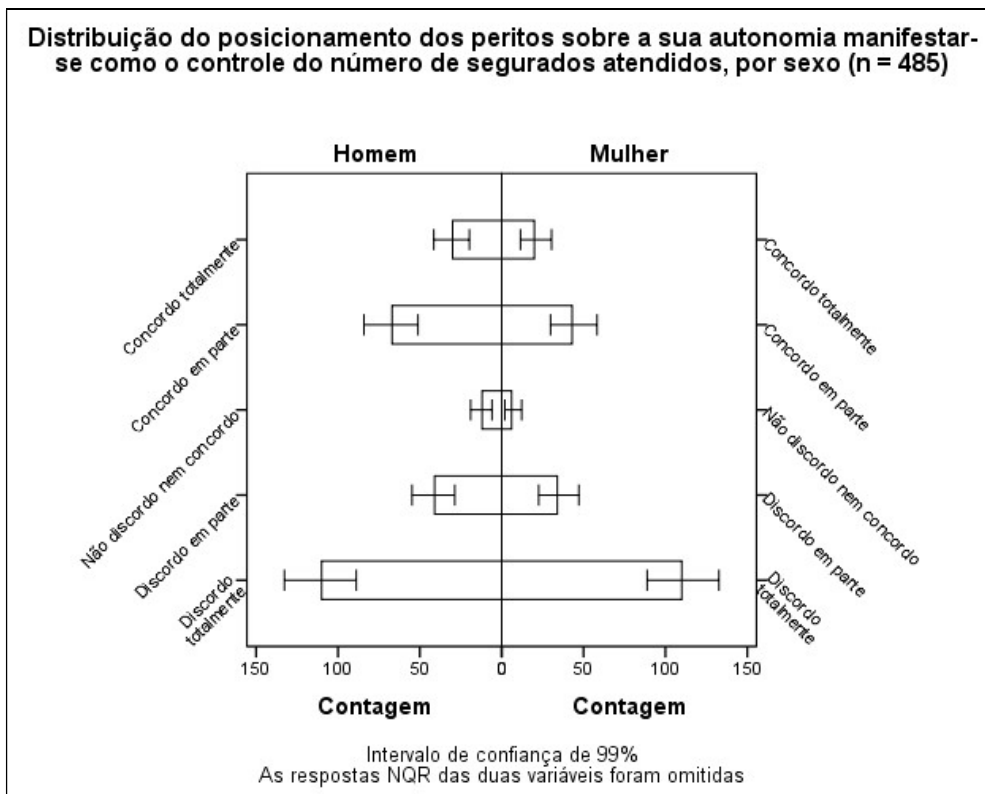 Distribuição do posicionamento dos peritos sobre a sua autonomia manifestar-
se como o controle do número de segurados atendidos, por sexo (n = 485)
Homem
Mulher
Concordo totalmente
Concordo em parte
Não discordo nem concordo
Discordo em parte
Discordo
totalmente
Concordo totalmente
Concordo em parte
Não discordo nem concordo
Discordo em parte
Discordo
totalmente
150 100 50 0 50 100 150
Contagem
Contagem
Intervalo de confiança de 99%
As respostas NQR das duas variáveis foram omitidas